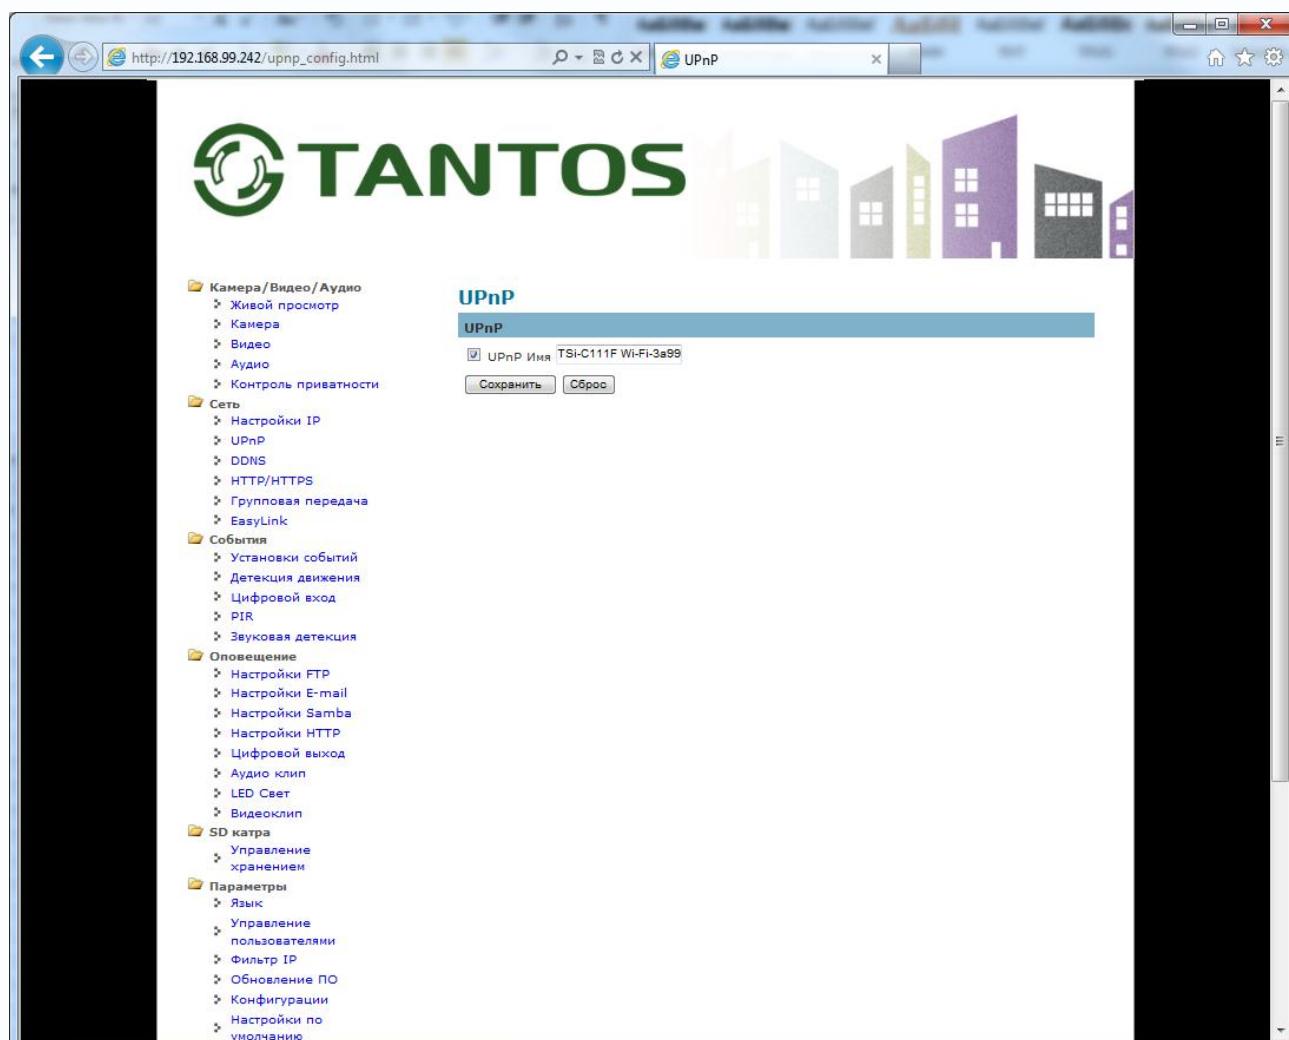 http://192.168.99.242/upnp_config.html
UPnP
TANTOS
Камера/Видео/Аудио
Живой просмотр
Камера
Видео
Аудио
Контроль приватности
Сеть
Настройки IP
UPnP
DDNS
HTTP/HTTPS
Групповая передача
EasyLink
События
Установки событий
Детекция движения
Цифровой вход
PIR
Звуковая детекция
Оповещение
Настройки FTP
Настройки E-mail
Настройки Samba
Настройки HTTP
Цифровой выход
Аудио клип
LED Свет
Видеоклип
SD катра
Управление
хранением
Параметры
Язык
Управление
пользователями
Фильтр IP
Обновление ПО
Конфигурации
Настройки по
умолчанию
UPnP
UPnP
UPnP Имя TSi-C111F Wi-Fi-3a99
Сохранить Сброс